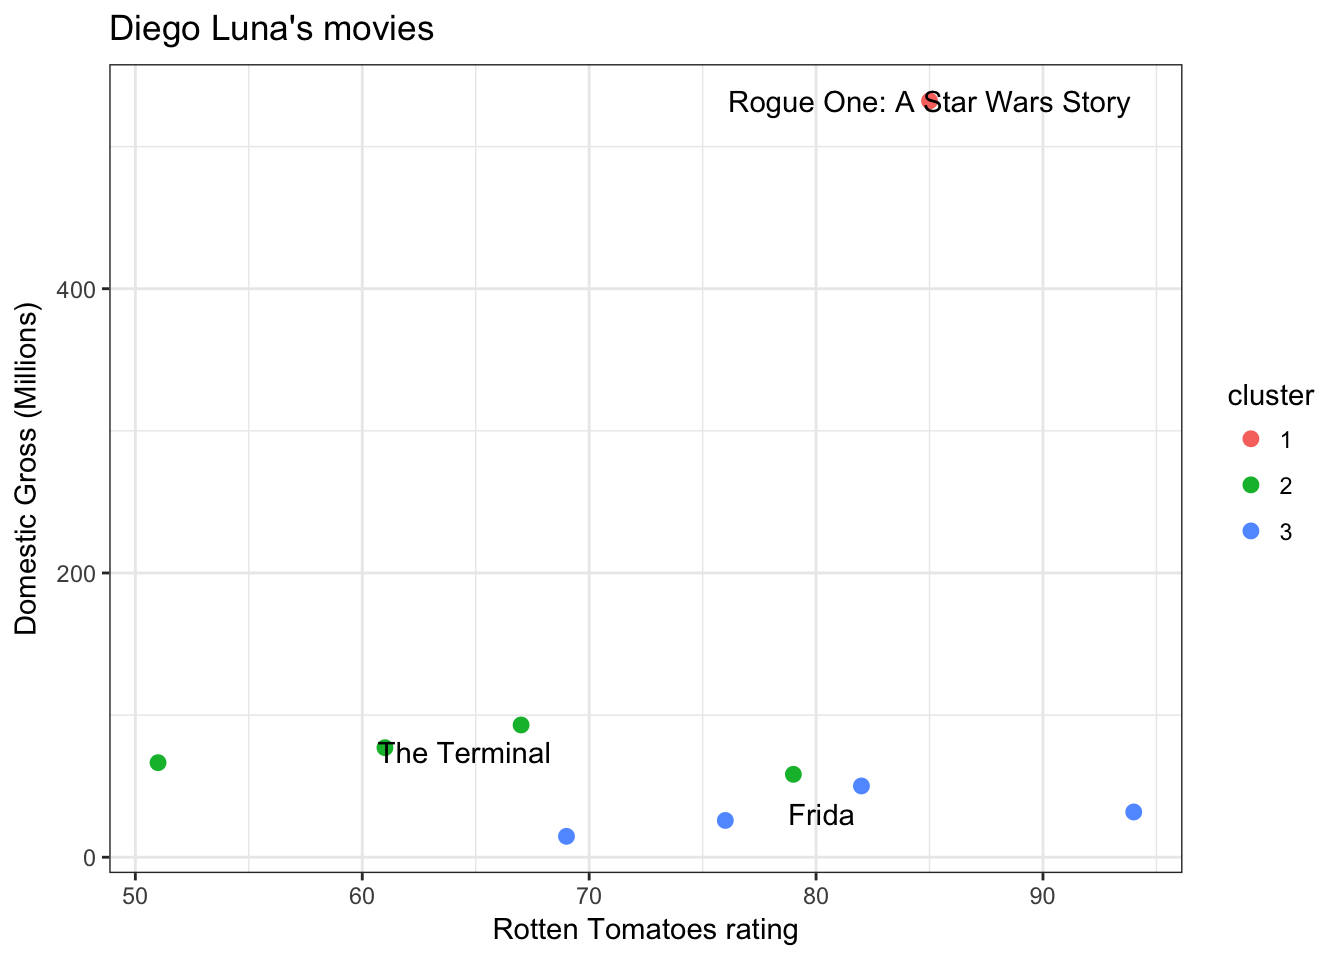 Diego Luna's movies
Rogue One: A Star Wars Story
400
200
0
Domestic Gross (Millions)
The Terminal
Frida
50 60 70 80 90
Rotten Tomatoes rating
cluster
1
2
3